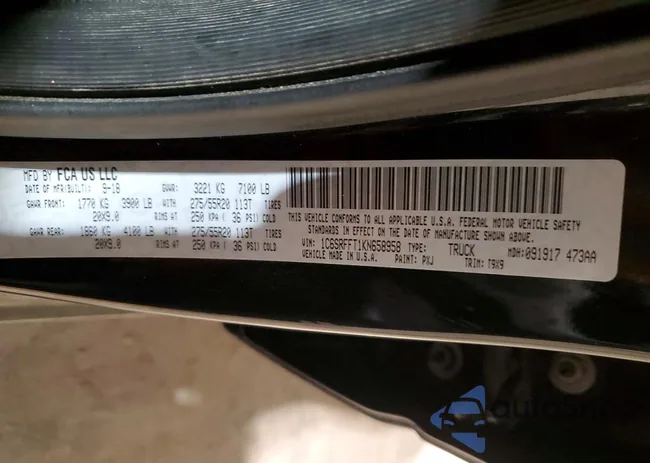 MFD BY FCA US LLC
DATE OF MFR(BUILT): 9-18 GVWR: 3221 KG 7100 LB
GAWR FRONT: 1770 KG 3900 LB WITH 275/55R20 113T TIRES
20X9.0 RIMS AT 250 KPA ( 36 PSI) COLD
GAWR REAR: 1860 KG 4100 LB WITH 275/55R20 113T TIRES
20X9.0 RIMS AT 250 KPA ( 36 PSI) COLD
THIS VEHICLE CONFORMS TO ALL APPLICABLE U.S.A. FEDERAL MOTOR VEHICLE SAFETY
STANDARDS IN EFFECT ON THE DATE OF MANUFACTURE SHOWN ABOVE.
VIN: 1C6SRFFT1KN658958 TYPE: TRUCK MDH: 091917 473AA
VEHICLE MADE IN U.S.A. PAINT: PXJ TRIM: T9X9